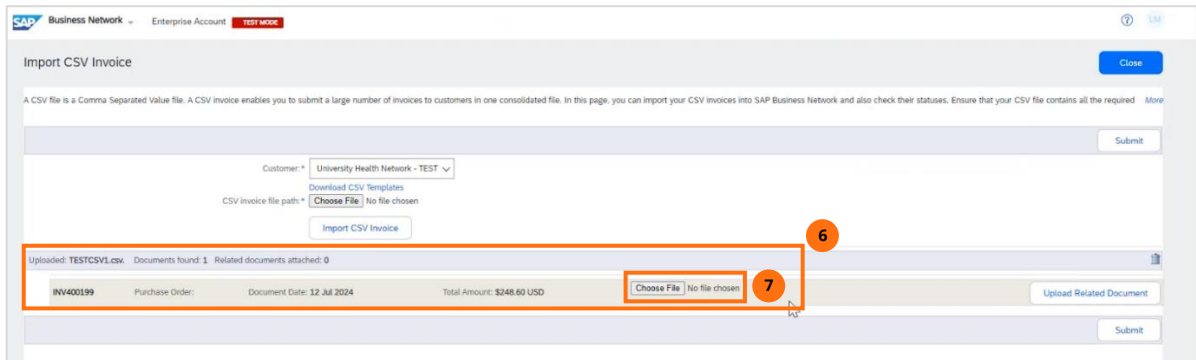 SAP Business Network Enterprise Account TEST MODE
LM
Import CSV Invoice Close
A CSV file is a Comma Separated Value file. A CSV invoice enables you to submit a large number of invoices to customers in one consolidated file. In this page, you can import your CSV invoices into SAP Business Network and also check their statuses. Ensure that your CSV file contains all the required More
Submit
Customer:* University Health Network - TEST
Download CSV Templates
CSV invoice file path:* Choose File No file chosen
Import CSV Invoice
6
Uploaded: TESTCSV1.csv. Documents found: 1 Related documents attached: 0
INV400199 Purchase Order: Document Date: 12 Jul 2024 Total Amount: $248.60 USD Choose File No file chosen 7 Upload Related Document
Submit